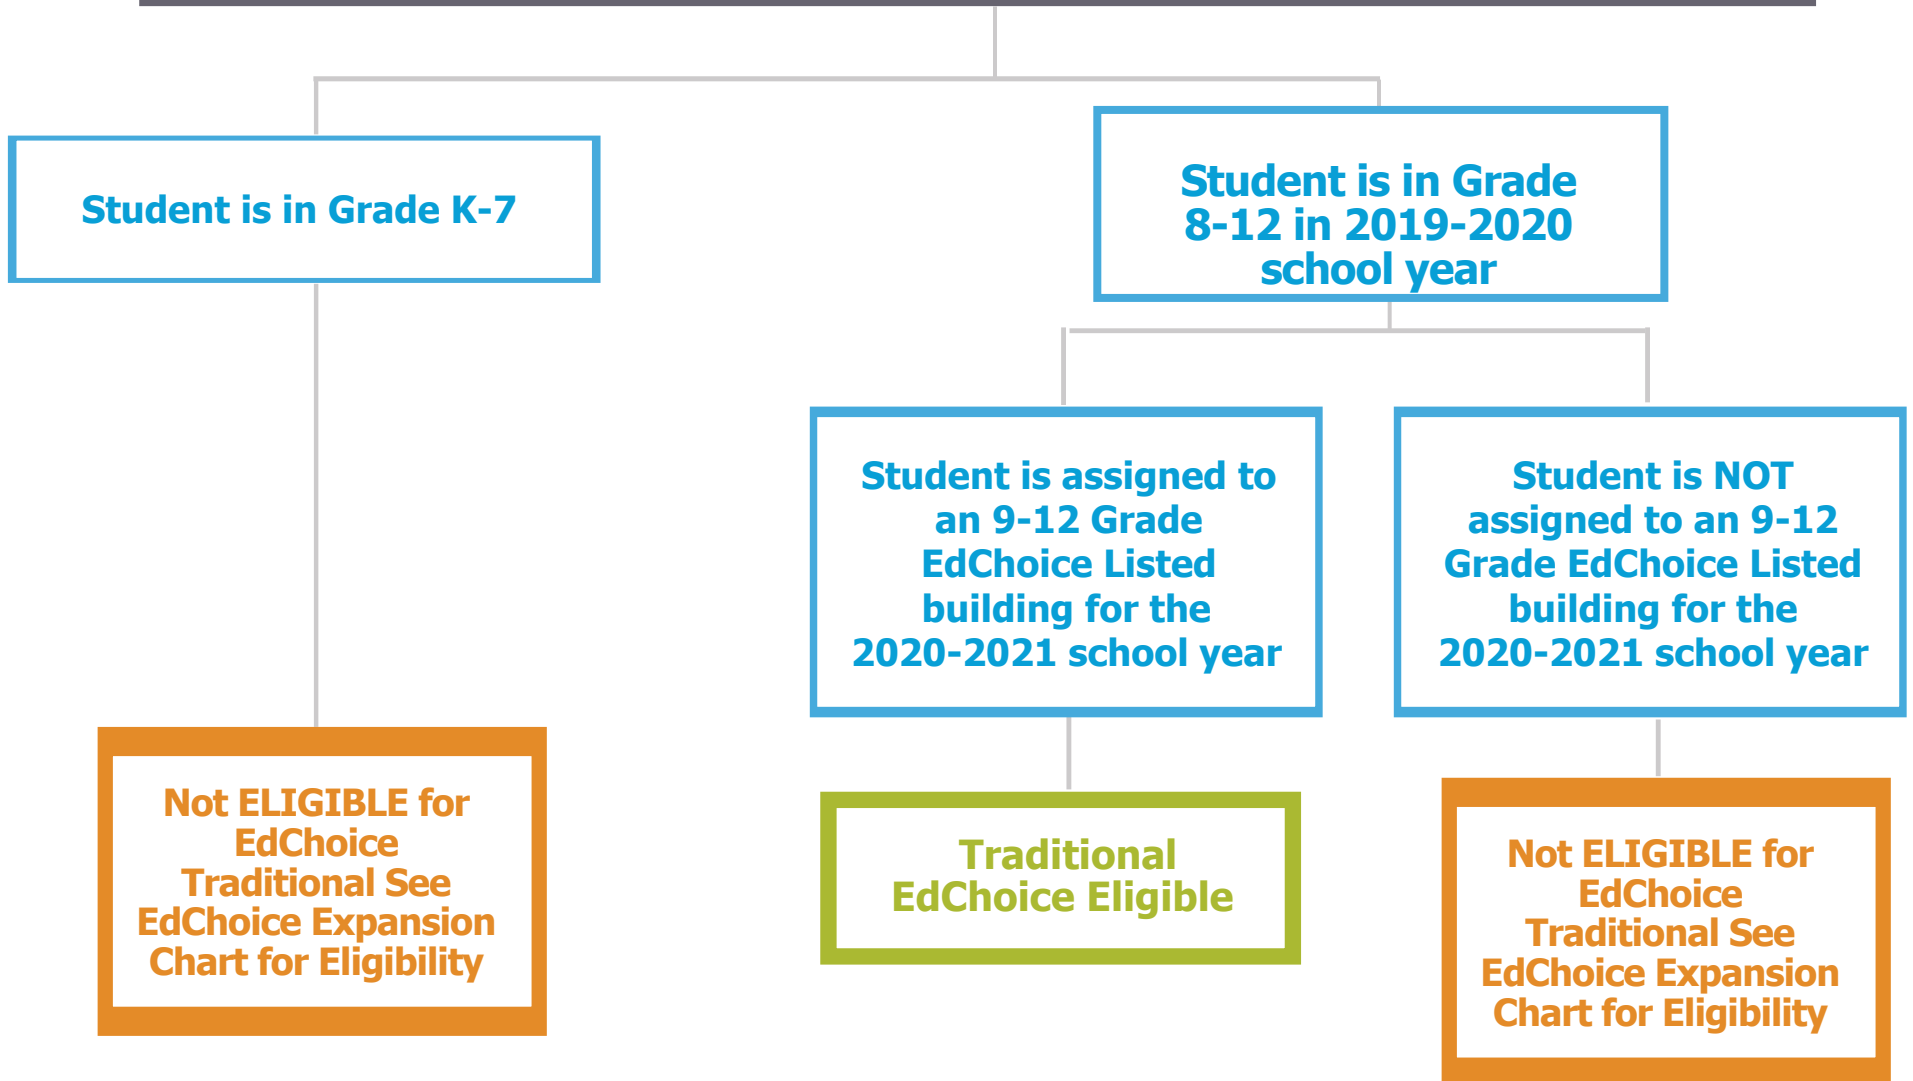 Student is in Grade K-7
Student is in Grade
8-12 in 2019-2020
school year
Student is assigned to
an 9-12 Grade
EdChoice Listed
building for the
2020-2021 school year
Student is NOT
assigned to an 9-12
Grade EdChoice Listed
building for the
2020-2021 school year
Not ELIGIBLE for
EdChoice
Traditional See
EdChoice Expansion
Chart for Eligibility
Traditional
EdChoice Eligible
Not ELIGIBLE for
EdChoice
Traditional See
EdChoice Expansion
Chart for Eligibility